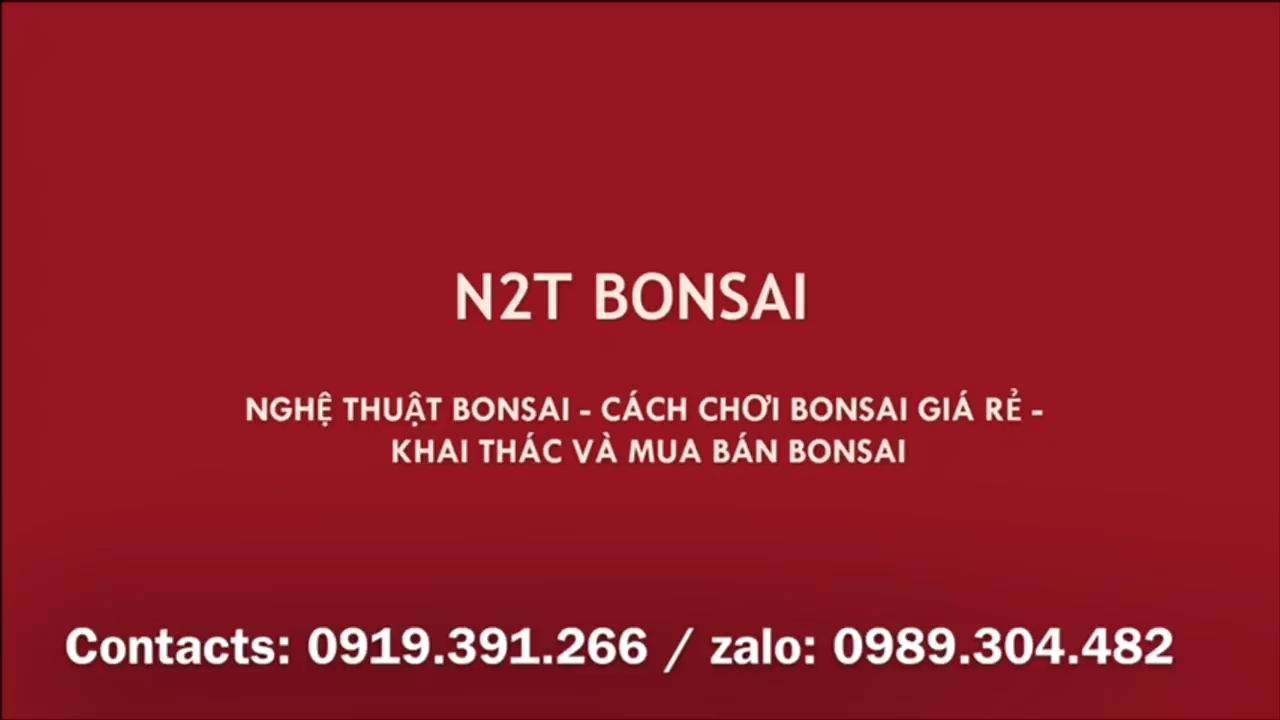 N2T BONSAI
NGHỆ THUẬT BONSAI - CÁCH CHƠI BONSAI GIÁ RẺ -
KHAI THÁC VÀ MUA BÁN BONSAI
Contacts: 0919.391.266 / zalo: 0989.304.482